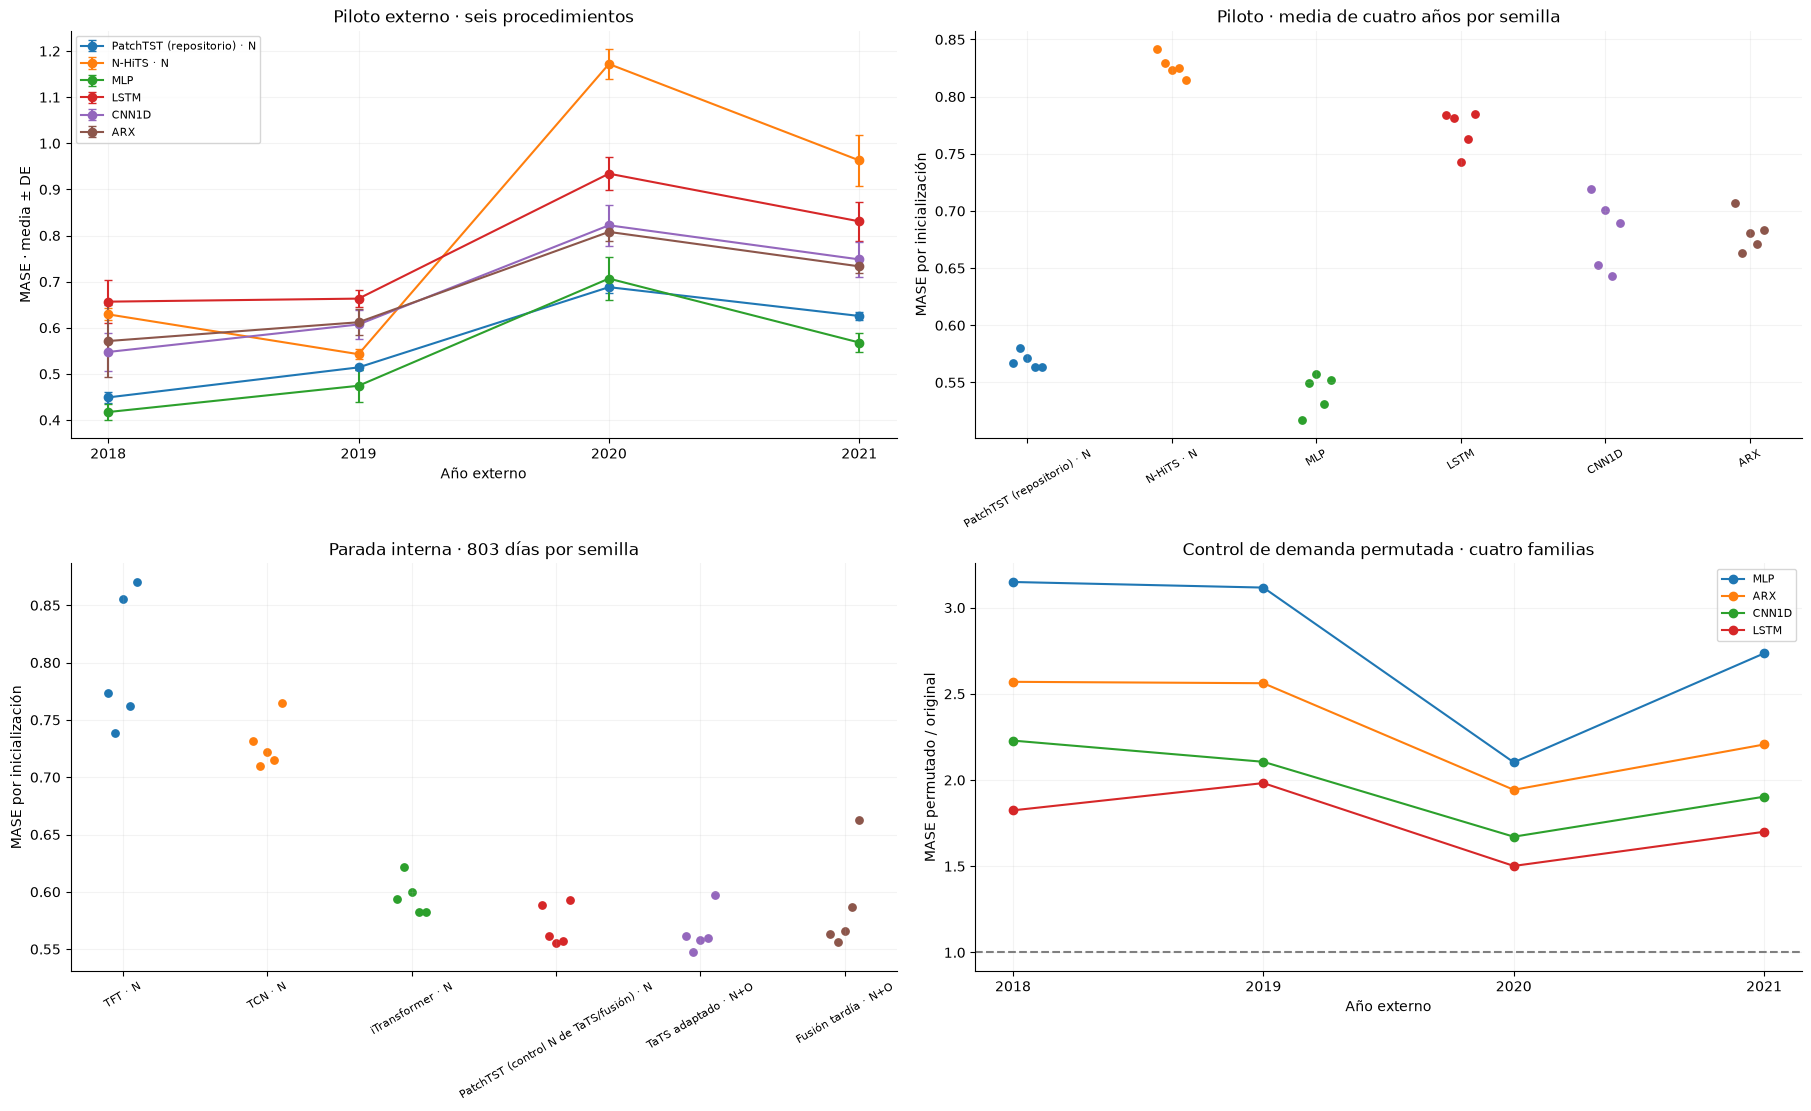 Piloto externo · seis procedimientos
MASE · media ± DE
1.2
1.1
1.0
0.9
0.8
0.7
0.6
0.5
0.4
PatchTST (repositorio) · N
N-HiTS · N
MLP
LSTM
CNN1D
ARX
2018
2019
2020
2021
Año externo
Piloto · media de cuatro años por semilla
MASE por inicialización
0.85
0.80
0.75
0.70
0.65
0.60
0.55
PatchTST (repositorio) · N
N-HiTS · N
MLP
LSTM
CNN1D
ARX
Parada interna · 803 días por semilla
MASE por inicialización
0.85
0.80
0.75
0.70
0.65
0.60
0.55
TFT · N
TCN · N
iTransformer · N
PatchTST (control N de TaTS/fusión) · N
TaTS adaptado · N+O
Fusión tardía · N+O
Control de demanda permutada · cuatro familias
MASE permutado / original
3.0
2.5
2.0
1.5
1.0
MLP
ARX
CNN1D
LSTM
2018
2019
2020
2021
Año externo